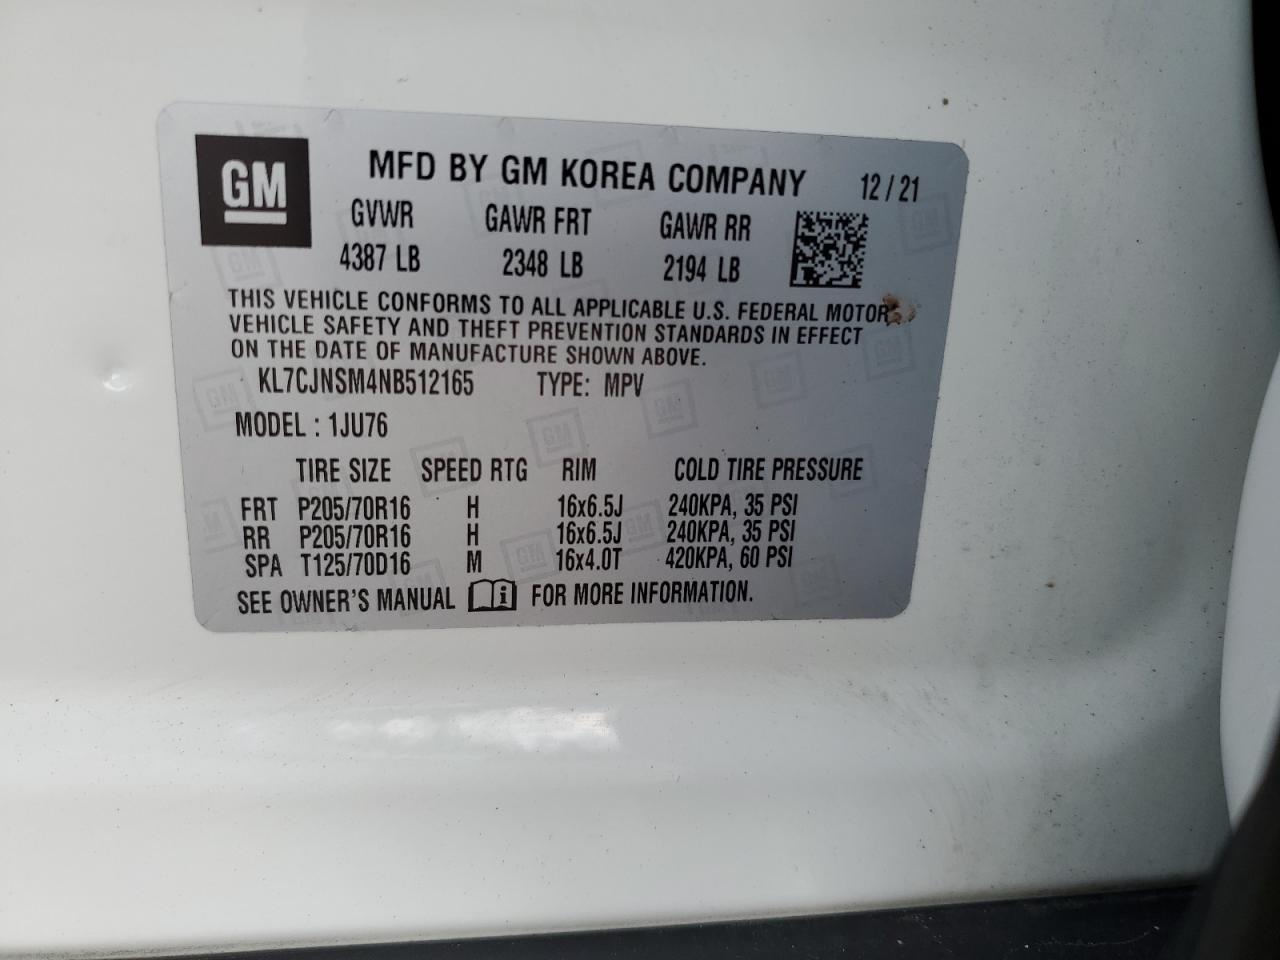 GM
MFD BY GM KOREA COMPANY 12/21
GVWR GAWR FRT GAWR RR
4387 LB 2348 LB 2194 LB
THIS VEHICLE CONFORMS TO ALL APPLICABLE U.S. FEDERAL MOTOR
VEHICLE SAFETY AND THEFT PREVENTION STANDARDS IN EFFECT
ON THE DATE OF MANUFACTURE SHOWN ABOVE.
KL7CJNSM4NB512165 TYPE: MPV
MODEL : 1JU76
TIRE SIZE SPEED RTG RIM COLD TIRE PRESSURE
FRT P205/70R16 H 16x6.5J 240KPA, 35 PSI
RR P205/70R16 H 16x6.5J 240KPA, 35 PSI
SPA T125/70D16 M 16x4.0T 420KPA, 60 PSI
SEE OWNER'S MANUAL i FOR MORE INFORMATION.